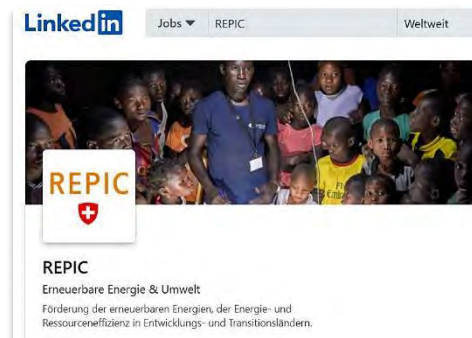 LinkedIn
Jobs REPIC Weltweit
REPIC
REPIC
Erneuerbare Energie & Umwelt
Förderung der erneuerbaren Energien, der Energie- und
Ressourceneffizienz in Entwicklungs- und Transitionsländern.